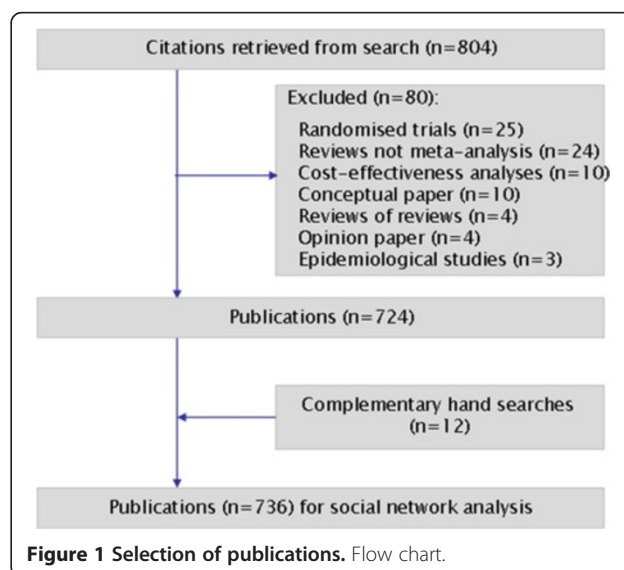 Citations retrieved from search (n=804)
Excluded (n=80):
Randomised trials (n=25)
Reviews not meta-analysis (n=24)
Cost-effectiveness analyses (n=10)
Conceptual paper (n=10)
Reviews of reviews (n=4)
Opinion paper (n=4)
Epidemiological studies (n=3)
Publications (n=724)
Complementary hand searches
(n=12)
Publications (n=736) for social network analysis
Figure 1 Selection of publications. Flow chart.